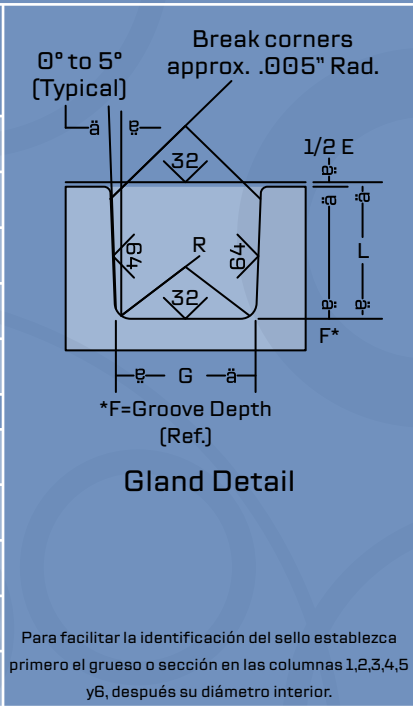 0° to 5°
(Typical)
Break corners
approx. .005" Rad.
ä
ë
32
1/2 E
ë
ä
ä
64
R
64
L
32
ë
ë
F*
ë
G
ä
*F=Groove Depth
(Ref.)
Gland Detail
Para facilitar la identificación del sello establezca
primero el grueso o sección en las columnas 1,2,3,4,5
y6, después su diámetro interior.